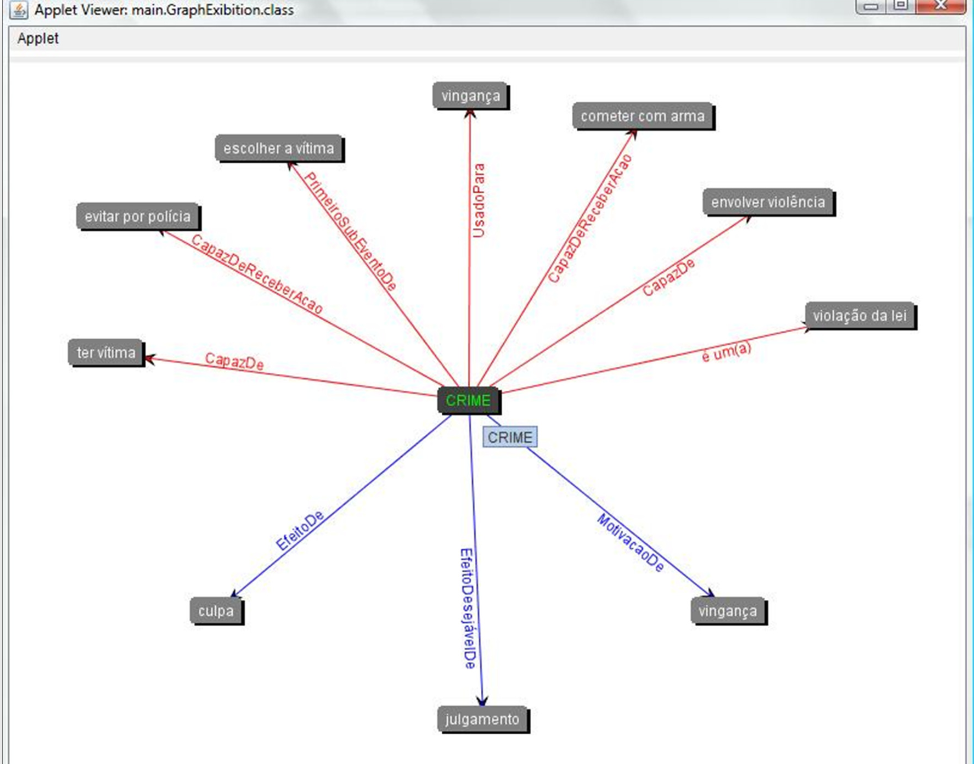 Applet Viewer: main.GraphExibition.class
Applet
vingança
cometer com arma
escolher a vítima
UsadoPara
PrimeiroSubEventoDe
CapazDeReceberAcao
envolver violência
evitar por polícia
CapazDeReceberAcao
CapazDe
violação da lei
ter vítima
CapazDe
é um(a)
CRIME
CRIME
EfeitoDe
MotivacaoDe
EfeitoDesejávelDe
culpa
vingança
julgamento